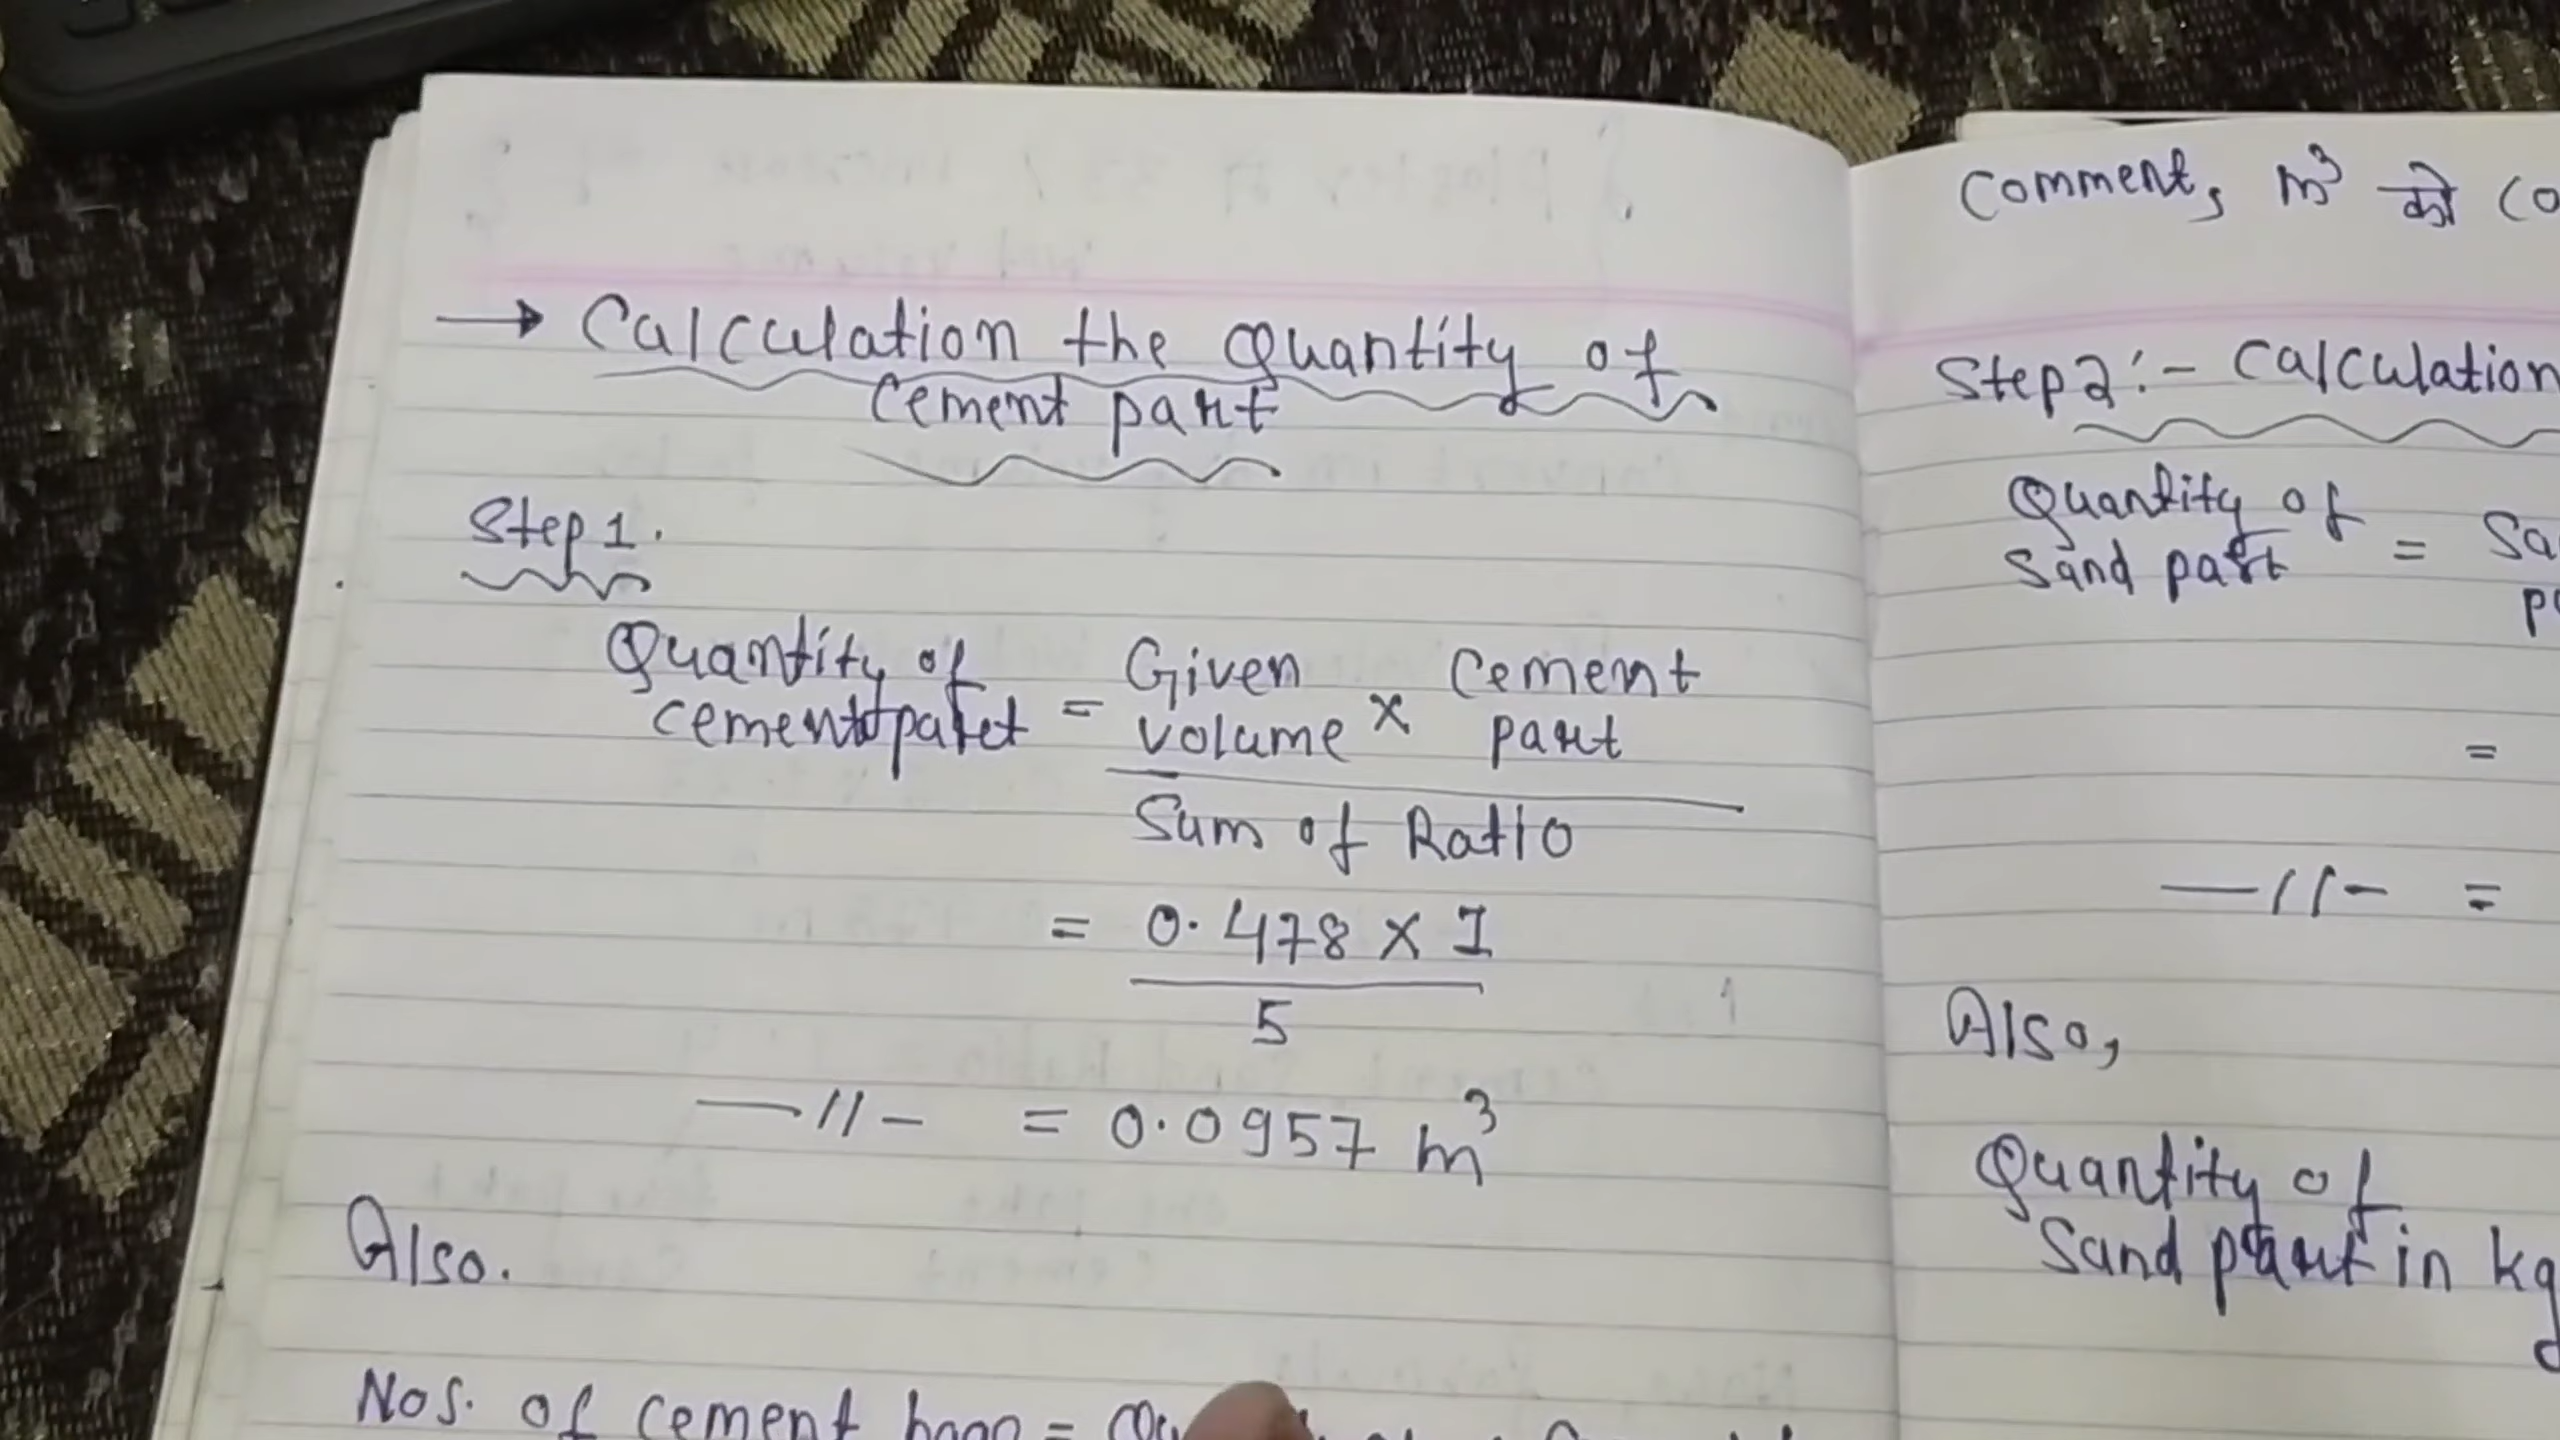 → Calculation the quantity of
cement part
Step 1.
Quantity of
cement part = Given volume × Cement part
Sum of Ratio
= 0.478 × 1
5
—//— = 0.0957 m³
Also.
Nos. of cement bags =
Comment, m³ को
Step 2:- Calculation
Quantity of
Sand part =
=
—//— =
Also,
Quantity of
Sand part in kg